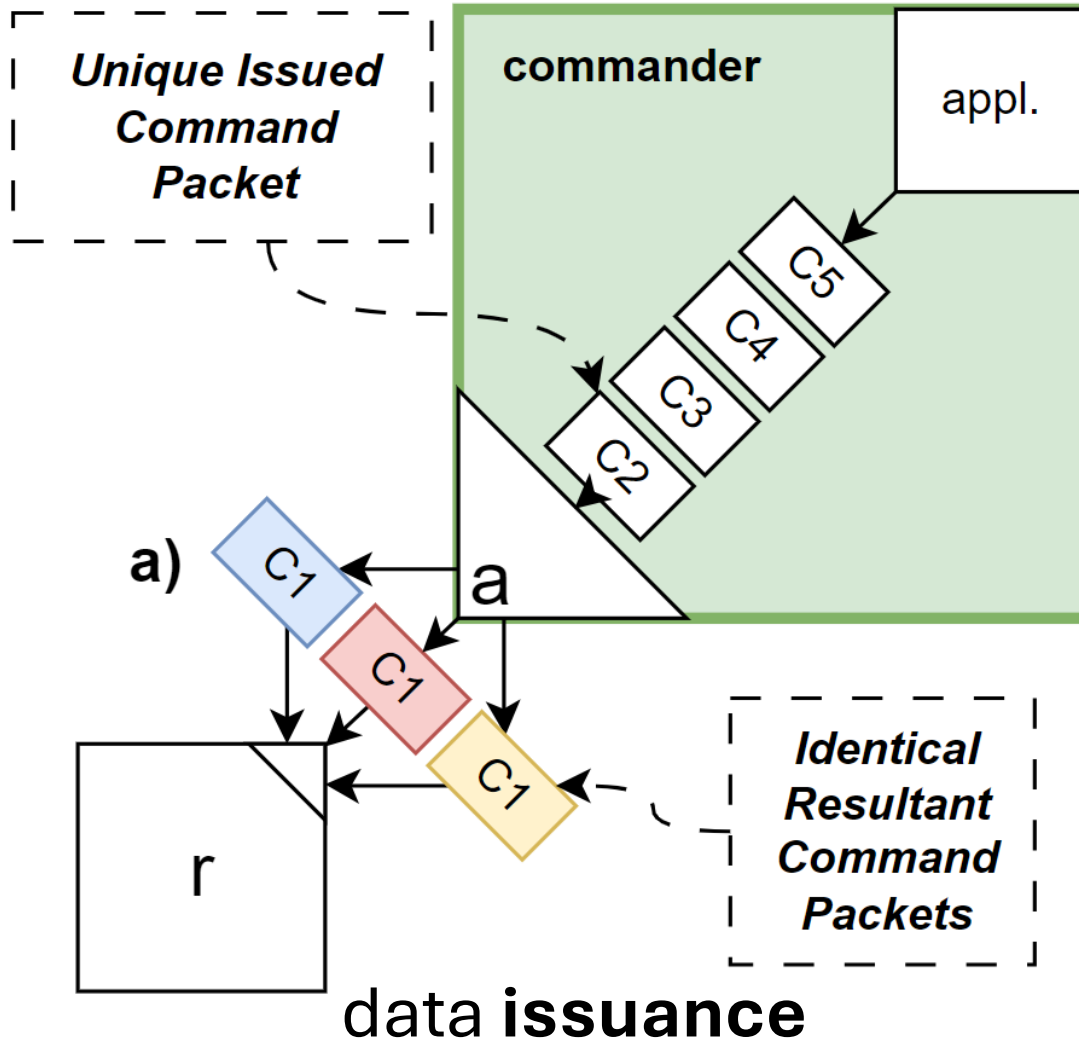 Unique Issued
Command
Packet
commander
appl.
C5
C4
C3
C2
a)
C1
a
C1
C1
Identical
Resultant
Command
Packets
r
data issuance